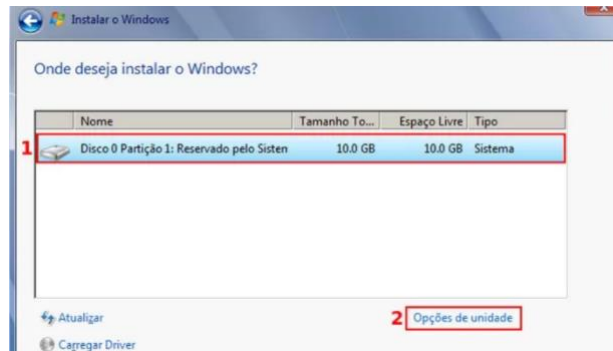 Instalar o Windows
Onde deseja instalar o Windows?
Nome Tamanho To... Espaço Livre Tipo
1 Disco 0 Partição 1: Reservado pelo Sisten 10.0 GB 10.0 GB Sistema
Atualizar 2 Opções de unidade
Carregar Driver